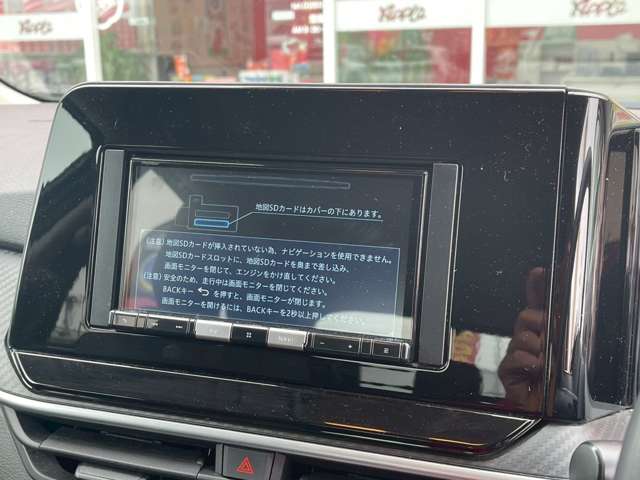 地図SDカードはカバーの下にあります。
(注意)地図SDカードが挿入されていない為、ナビゲーションを使用できません。
地図SDカードスロットに、地図SDカードを奥まで差し込み、
画面モニターを閉じて、エンジンをかけ直してください。
(注意)安全のため、走行中は画面モニターを閉じてください。
BACKキー を押すと、画面モニターが閉じます。
画面モニターを開けるには、BACKキーを2秒以上押してください。